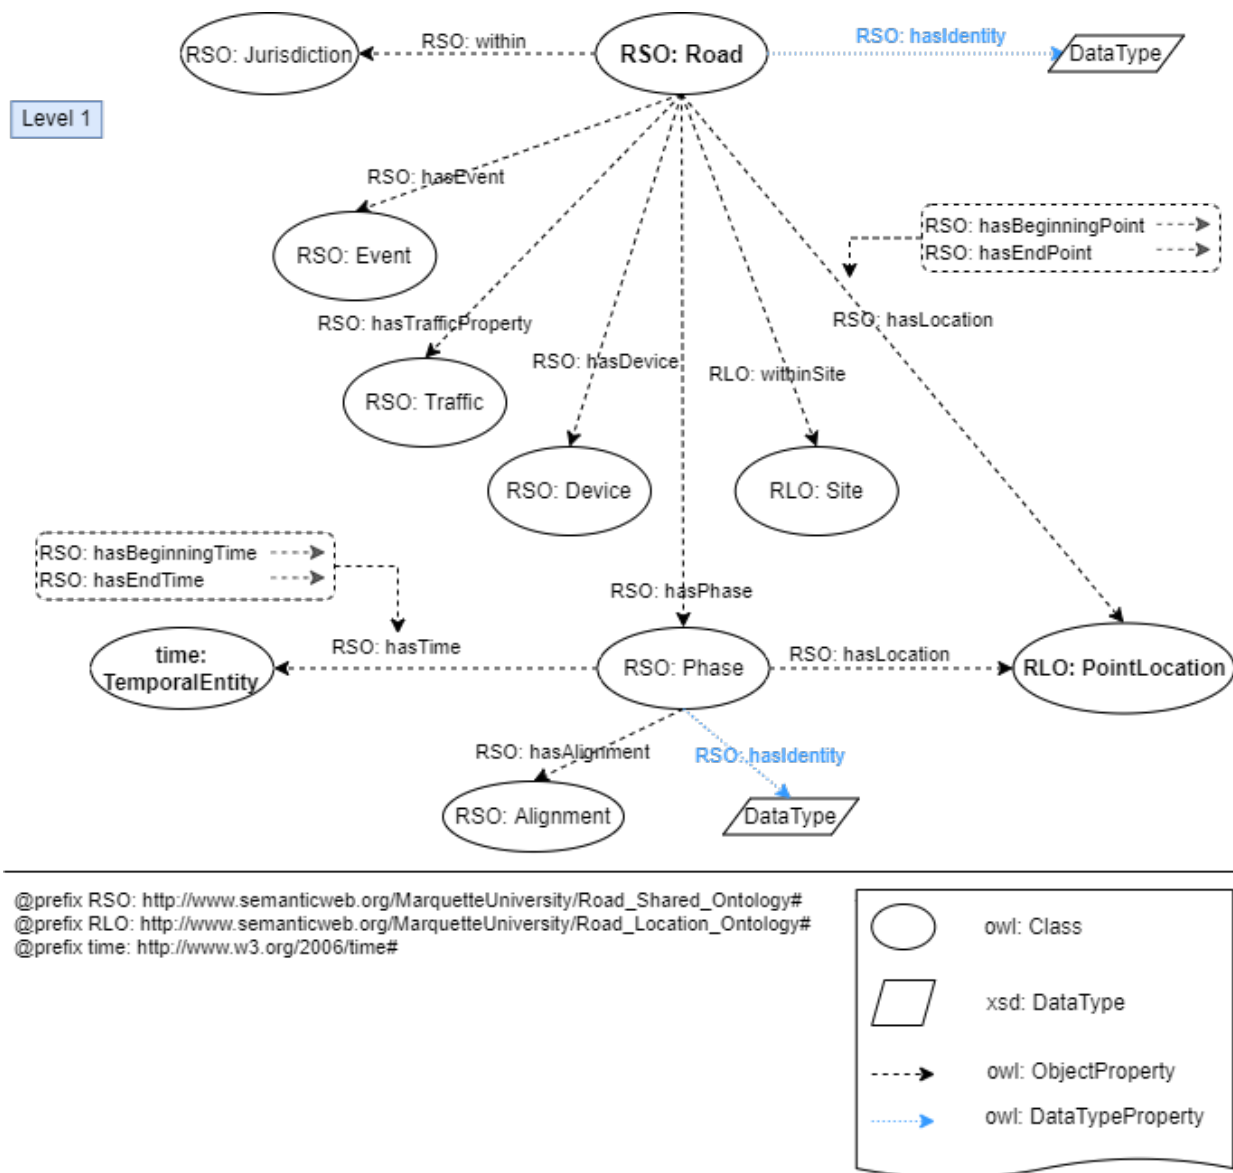 RSO: Jurisdiction
RSO: within
RSO: Road
RSO: hasIdentity
DataType
Level 1
RSO: hasEvent
RSO: Event
RSO: hasBeginningPoint
RSO: hasEndPoint
RSO: hasTrafficProperty
RSO: hasLocation
RSO: hasDevice
RLO: withinSite
RSO: Traffic
RSO: Device
RLO: Site
RSO: hasBeginningTime
RSO: hasEndTime
RSO: hasPhase
time:
TemporalEntity
RSO: hasTime
RSO: Phase
RSO: hasLocation
RLO: PointLocation
RSO: hasAlignment
RSO: hasIdentity
RSO: Alignment
DataType
@prefix RSO: http://www.semanticweb.org/MarquetteUniversity/Road_Shared_Ontology#
@prefix RLO: http://www.semanticweb.org/MarquetteUniversity/Road_Location_Ontology#
@prefix time: http://www.w3.org/2006/time#
owl: Class
xsd: DataType
owl: ObjectProperty
owl: DataTypeProperty